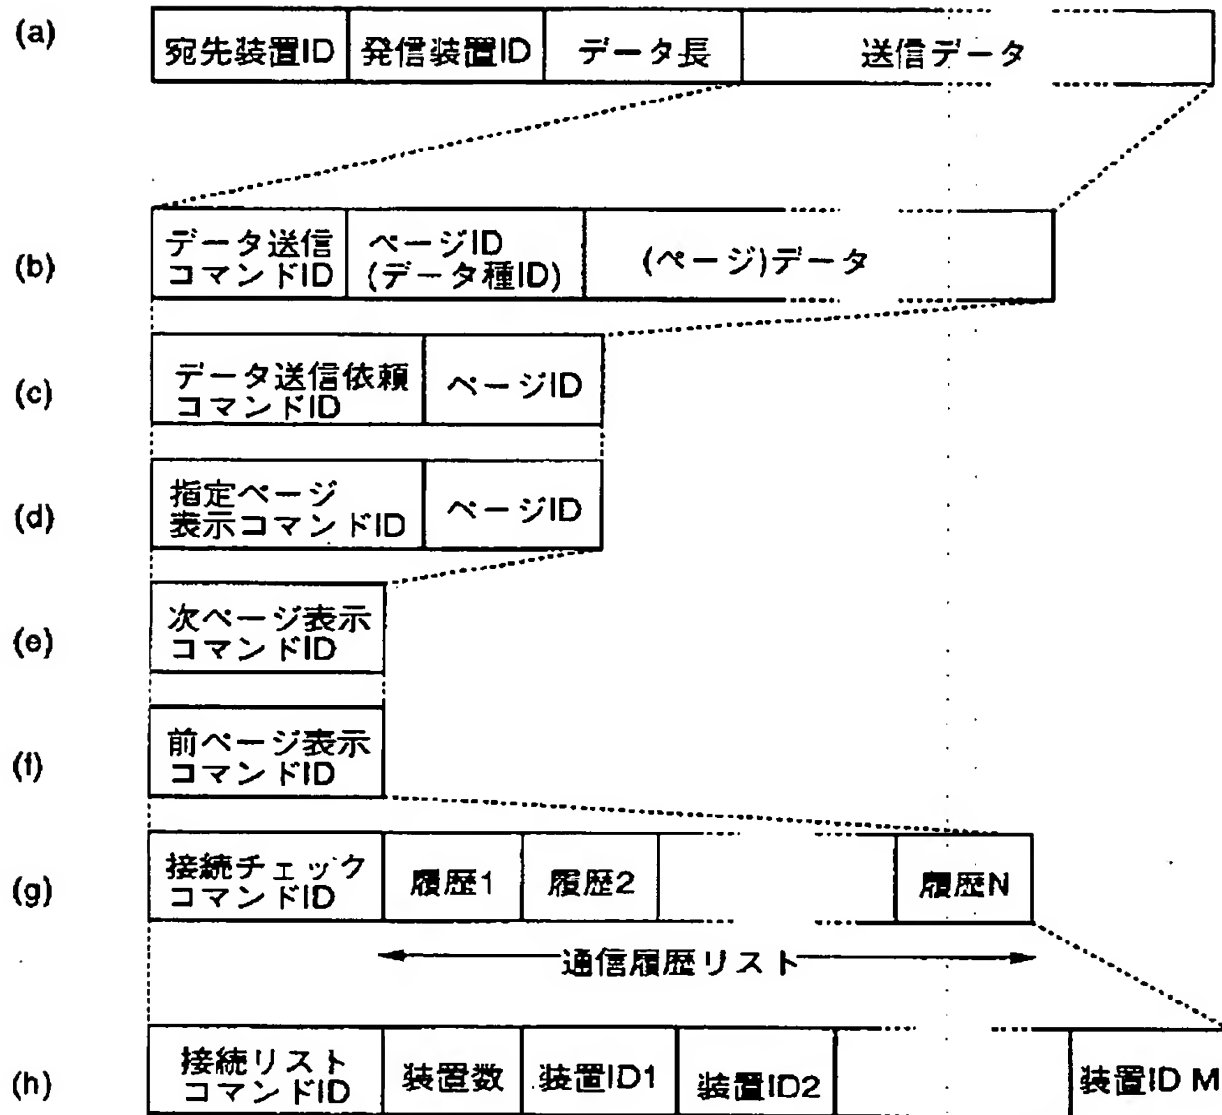 (a)
宛先装置ID 発信装置ID データ長 送信データ
(b)
データ送信
コマンドID
ページID
(データ種ID)
(ページ)データ
(c)
データ送信依頼
コマンドID
ページID
(d)
指定ページ
表示コマンドID
ページID
(e)
次ページ表示
コマンドID
(f)
前ページ表示
コマンドID
(g)
接続チェック
コマンドID
履歴1 履歴2 履歴N
通信履歴リスト
(h)
接続リスト
コマンドID
装置数 装置ID1 装置ID2 装置ID M